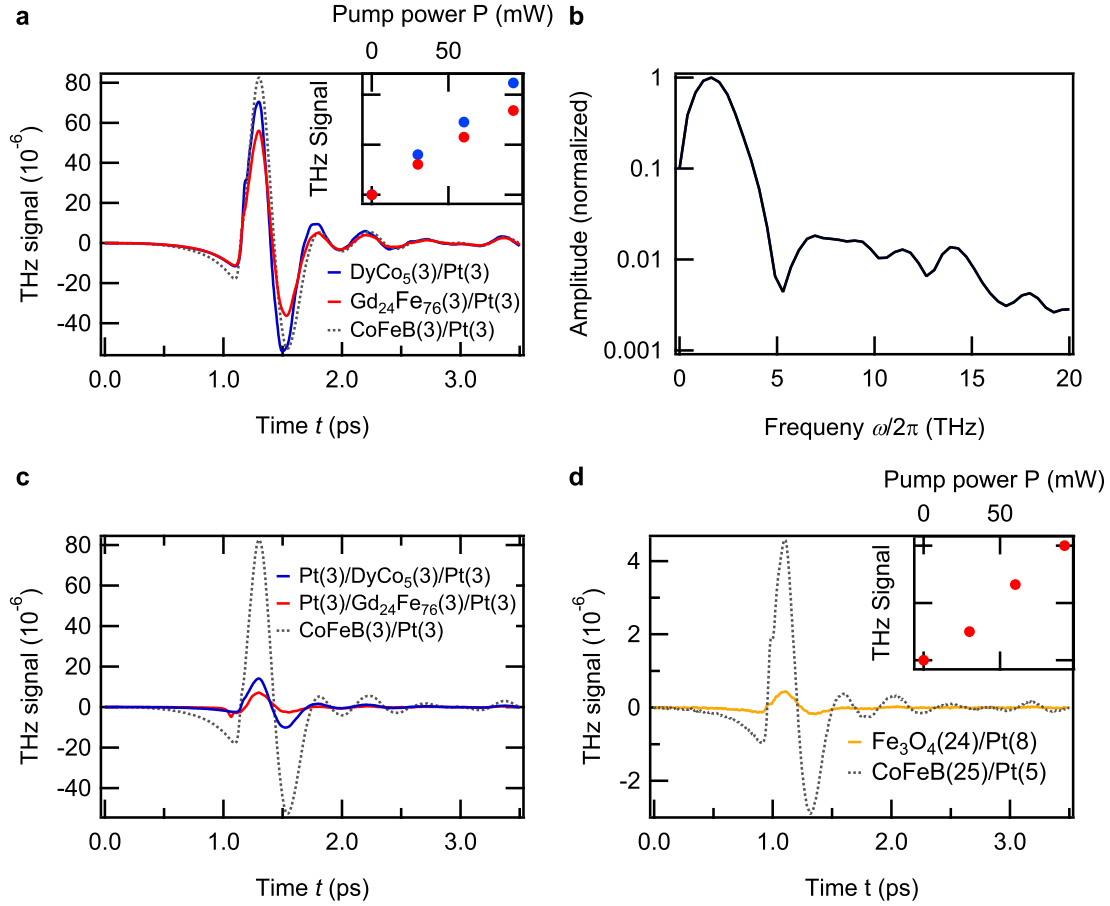 a
Pump power P (mW)
0 50
THz Signal
THz signal (10⁻⁶)
80
60
40
20
0
-20
-40
DyCo₅(3)/Pt(3)
Gd₂₄Fe₇₆(3)/Pt(3)
CoFeB(3)/Pt(3)
0.0 1.0 2.0 3.0
Time t (ps)
b
Amplitude (normalized)
1
0.1
0.01
0.001
0 5 10 15 20
Frequeny ω/2π (THz)
c
THz signal (10⁻⁶)
80
60
40
20
0
-20
-40
Pt(3)/DyCo₅(3)/Pt(3)
Pt(3)/Gd₂₄Fe₇₆(3)/Pt(3)
CoFeB(3)/Pt(3)
0.0 1.0 2.0 3.0
Time t (ps)
d
Pump power P (mW)
0 50
THz Signal
THz signal (10⁻⁶)
4
2
0
-2
Fe₃O₄(24)/Pt(8)
CoFeB(25)/Pt(5)
0.0 1.0 2.0 3.0
Time t (ps)